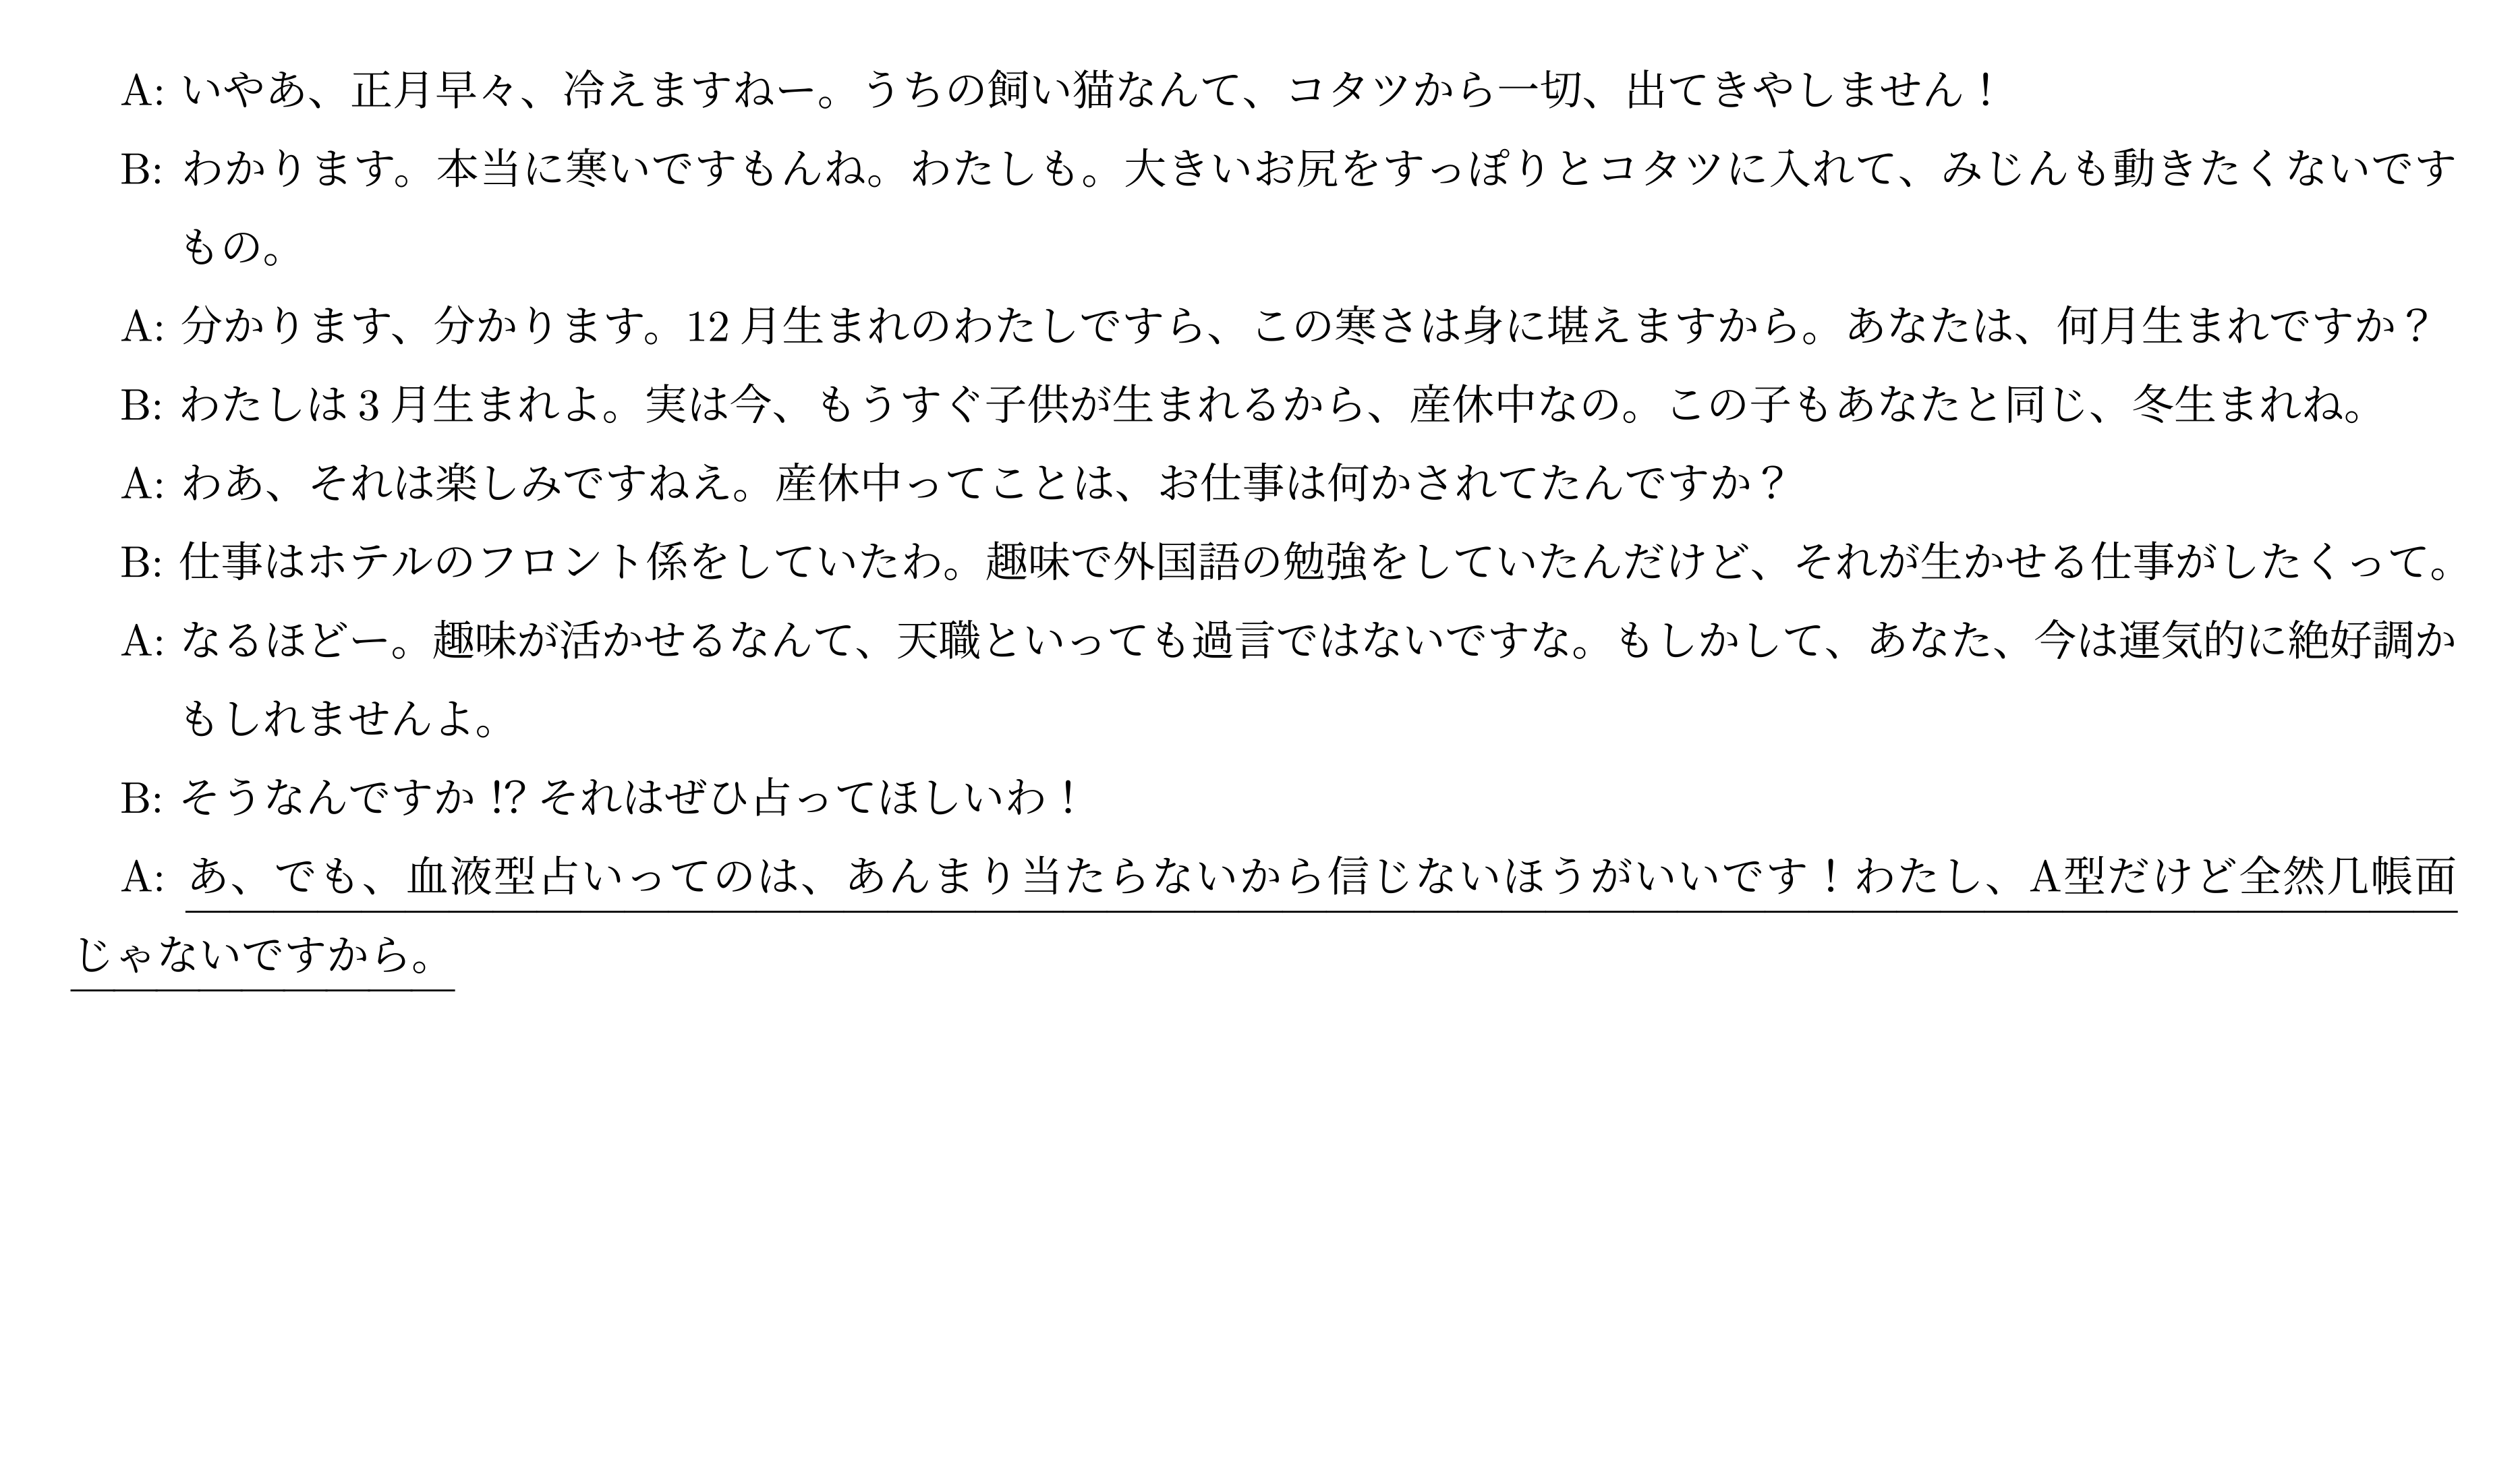 A: いやあ、正月早々、冷えますねー。うちの飼い猫なんて、コタツから一切、出てきやしません！
B: わかります。本当に寒いですもんね。わたしも。大きいお尻をすっぽりとコタツに入れて、みじんも動きたくないです
もの。
A: 分かります、分かります。12 月生まれのわたしですら、この寒さは身に堪えますから。あなたは、何月生まれですか？
B: わたしは 3 月生まれよ。実は今、もうすぐ子供が生まれるから、産休中なの。この子もあなたと同じ、冬生まれね。
A: わあ、それは楽しみですねえ。産休中ってことは、お仕事は何かされてたんですか？
B: 仕事はホテルのフロント係をしていたわ。趣味で外国語の勉強をしていたんだけど、それが生かせる仕事がしたくって。
A: なるほどー。趣味が活かせるなんて、天職といっても過言ではないですな。もしかして、あなた、今は運気的に絶好調か
もしれませんよ。
B: そうなんですか !? それはぜひ占ってほしいわ！
A: あ、でも、血液型占いってのは、あんまり当たらないから信じないほうがいいです！わたし、A型だけど全然几帳面
じゃないですから。